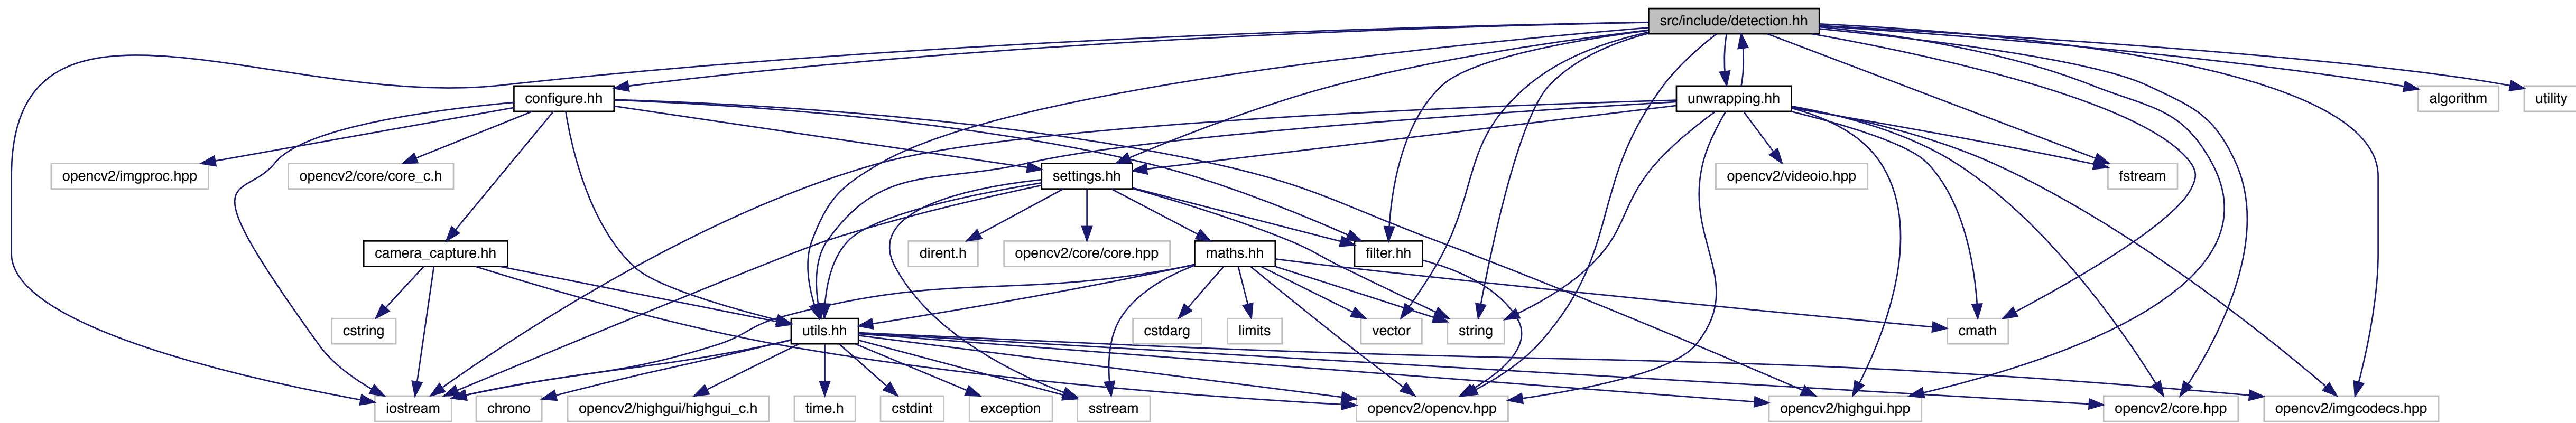 src/include/detection.hh
configure.hh
unwrapping.hh
algorithm
utility
opencv2/imgproc.hpp
opencv2/core/core_c.h
settings.hh
opencv2/videoio.hpp
fstream
camera_capture.hh
dirent.h
opencv2/core/core.hpp
maths.hh
filter.hh
cstring
utils.hh
cstdarg
limits
vector
string
cmath
iostream
chrono
opencv2/highgui/highgui_c.h
time.h
cstdint
exception
sstream
opencv2/opencv.hpp
opencv2/highgui.hpp
opencv2/core.hpp
opencv2/imgcodecs.hpp